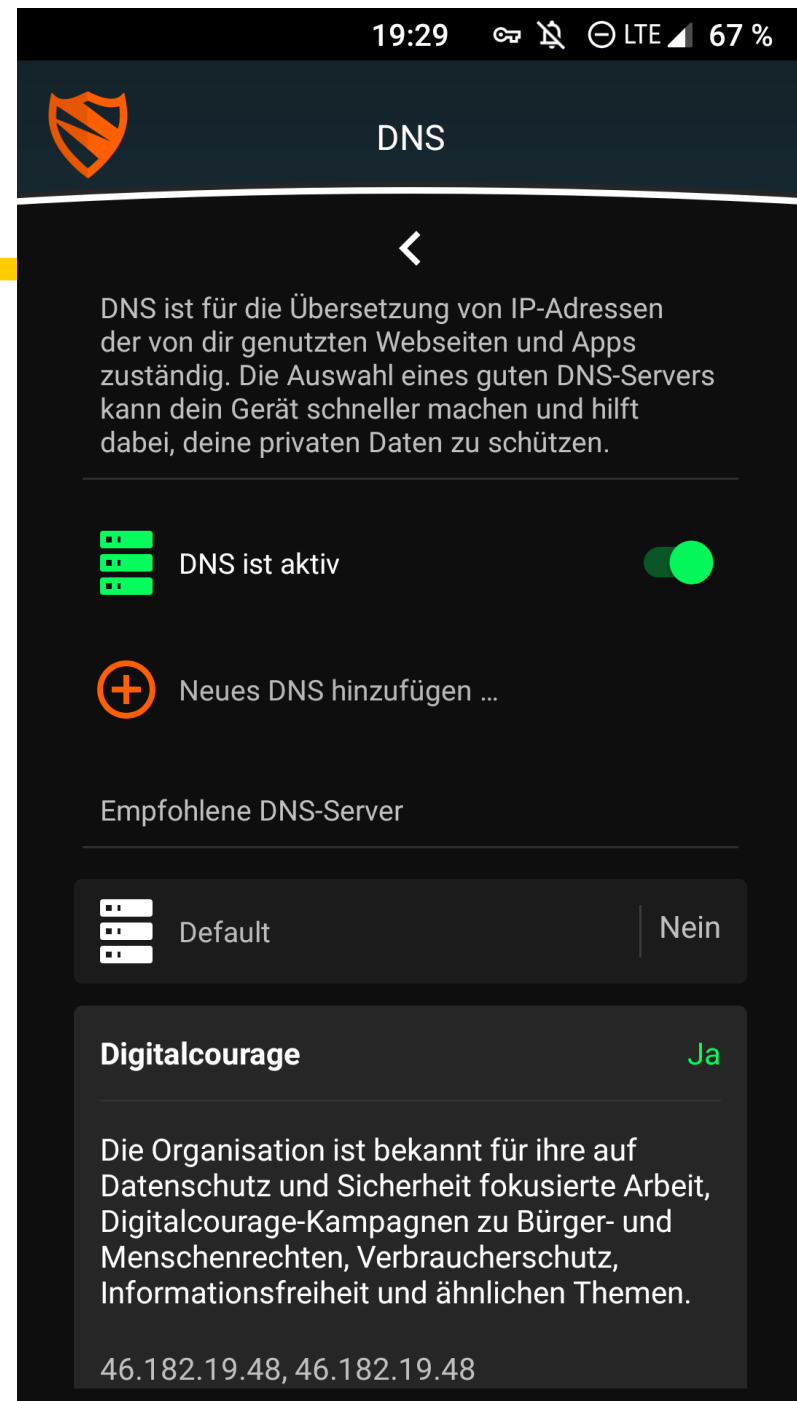 19:29 LTE 67 %
DNS
DNS ist für die Übersetzung von IP-Adressen
der von dir genutzten Webseiten und Apps
zuständig. Die Auswahl eines guten DNS-Servers
kann dein Gerät schneller machen und hilft
dabei, deine privaten Daten zu schützen.
DNS ist aktiv
Neues DNS hinzufügen …
Empfohlene DNS-Server
Default Nein
Digitalcourage Ja
Die Organisation ist bekannt für ihre auf
Datenschutz und Sicherheit fokusierte Arbeit,
Digitalcourage-Kampagnen zu Bürger- und
Menschenrechten, Verbraucherschutz,
Informationsfreiheit und ähnlichen Themen.
46.182.19.48, 46.182.19.48